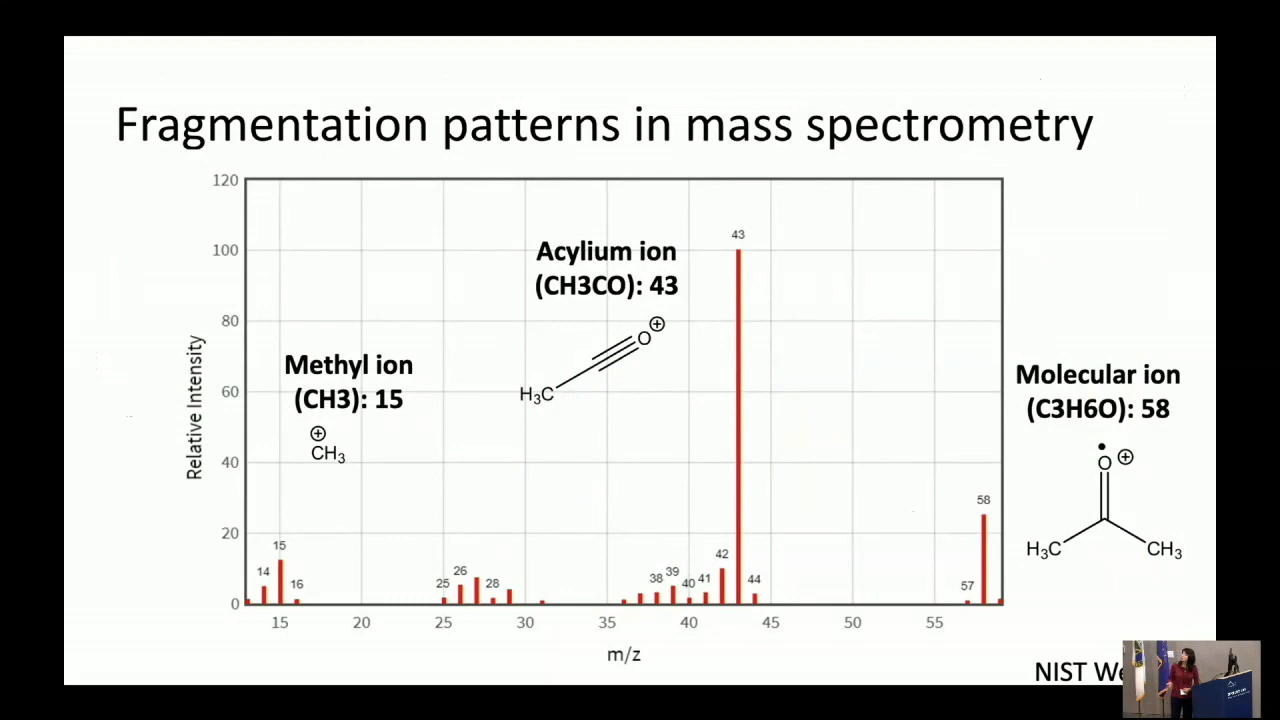 Fragmentation patterns in mass spectrometry
120
100
80
60
40
20
0
Relative Intensity
Acylium ion
(CH3CO): 43
O
H₃C
Methyl ion
(CH3): 15
CH₃
Molecular ion
(C3H6O): 58
O
H₃C
CH₃
14
15
16
25
26
28
38
39
40
41
42
43
44
57
58
15
20
25
30
35
40
45
50
55
m/z
NIST